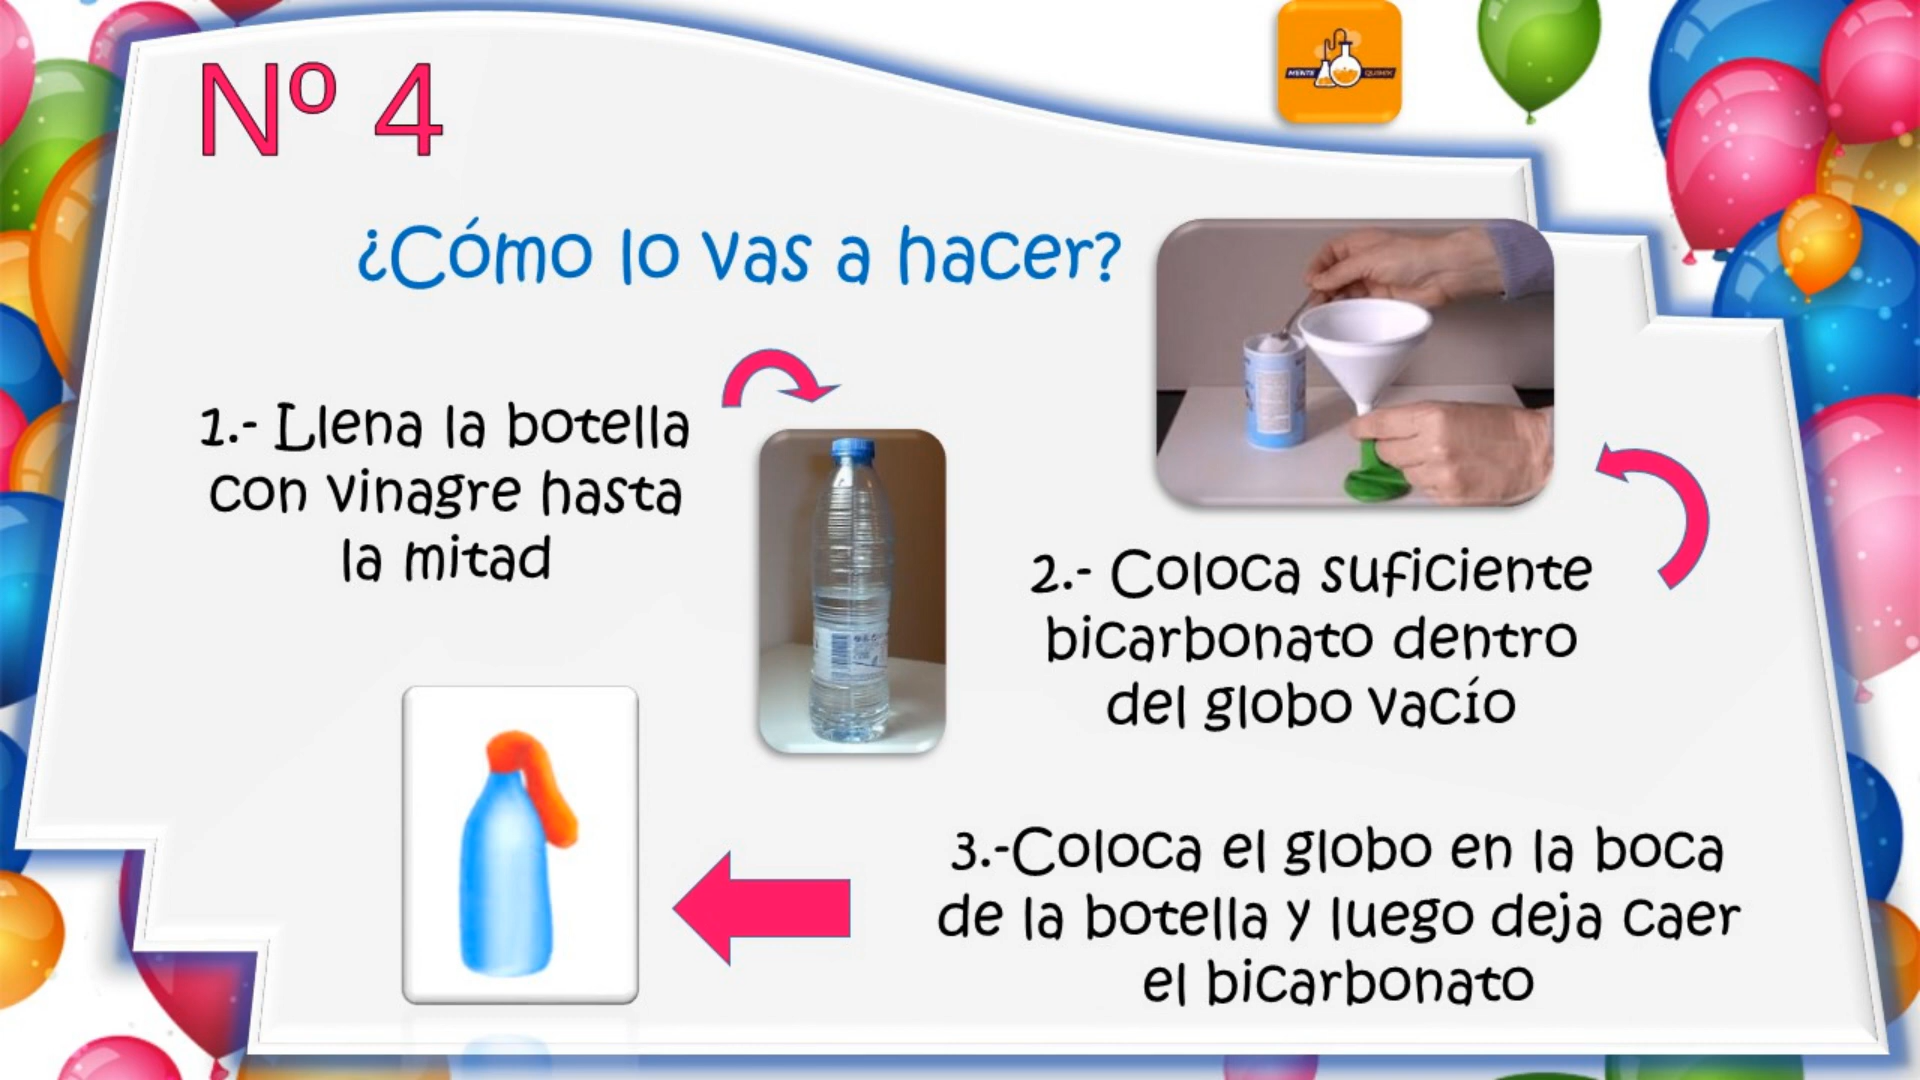 Nº 4
MENTE QUIMIK
¿Cómo lo vas a hacer?
1.- Llena la botella
con vinagre hasta
la mitad
2.- Coloca suficiente
bicarbonato dentro
del globo vacío
3.-Coloca el globo en la boca
de la botella y luego deja caer
el bicarbonato